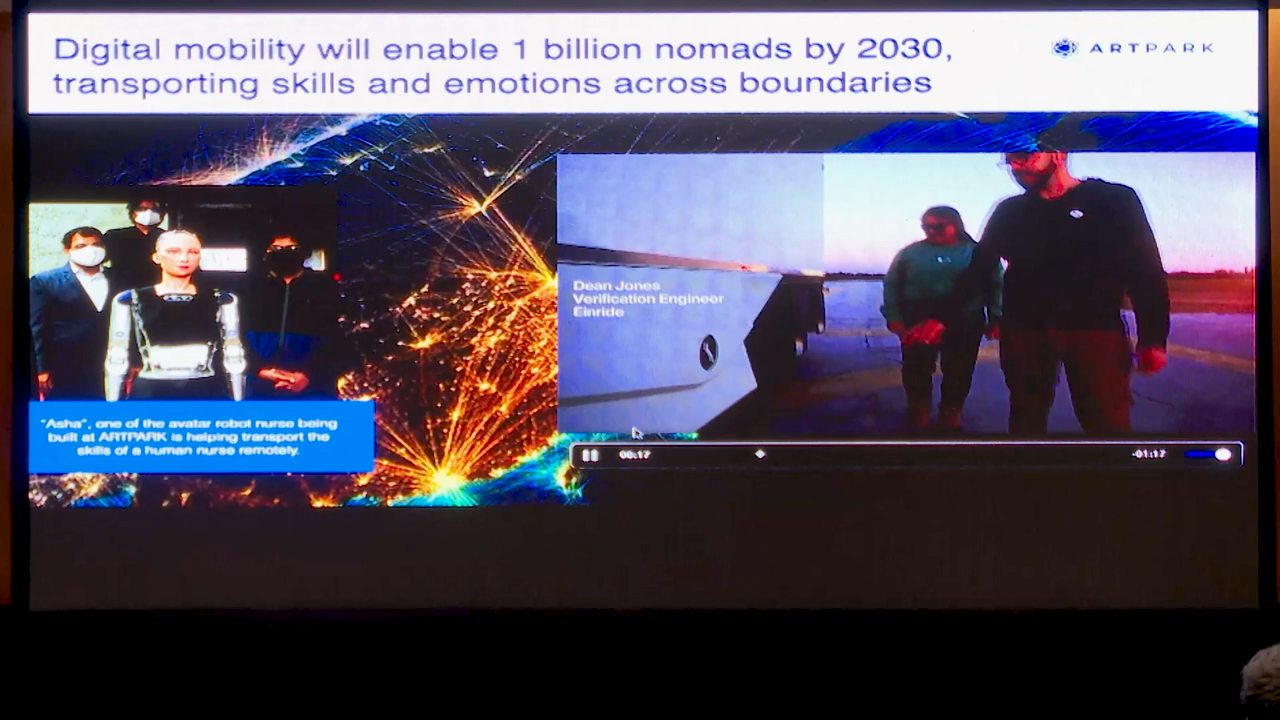 Digital mobility will enable 1 billion nomads by 2030,
transporting skills and emotions across boundaries
ARTPARK
Dean Jones
Verification Engineer
Einride
"Asha", one of the avatar robot nurse being
built at ARTPARK is helping transport the
skills of a human nurse remotely.
00:17
-01:17